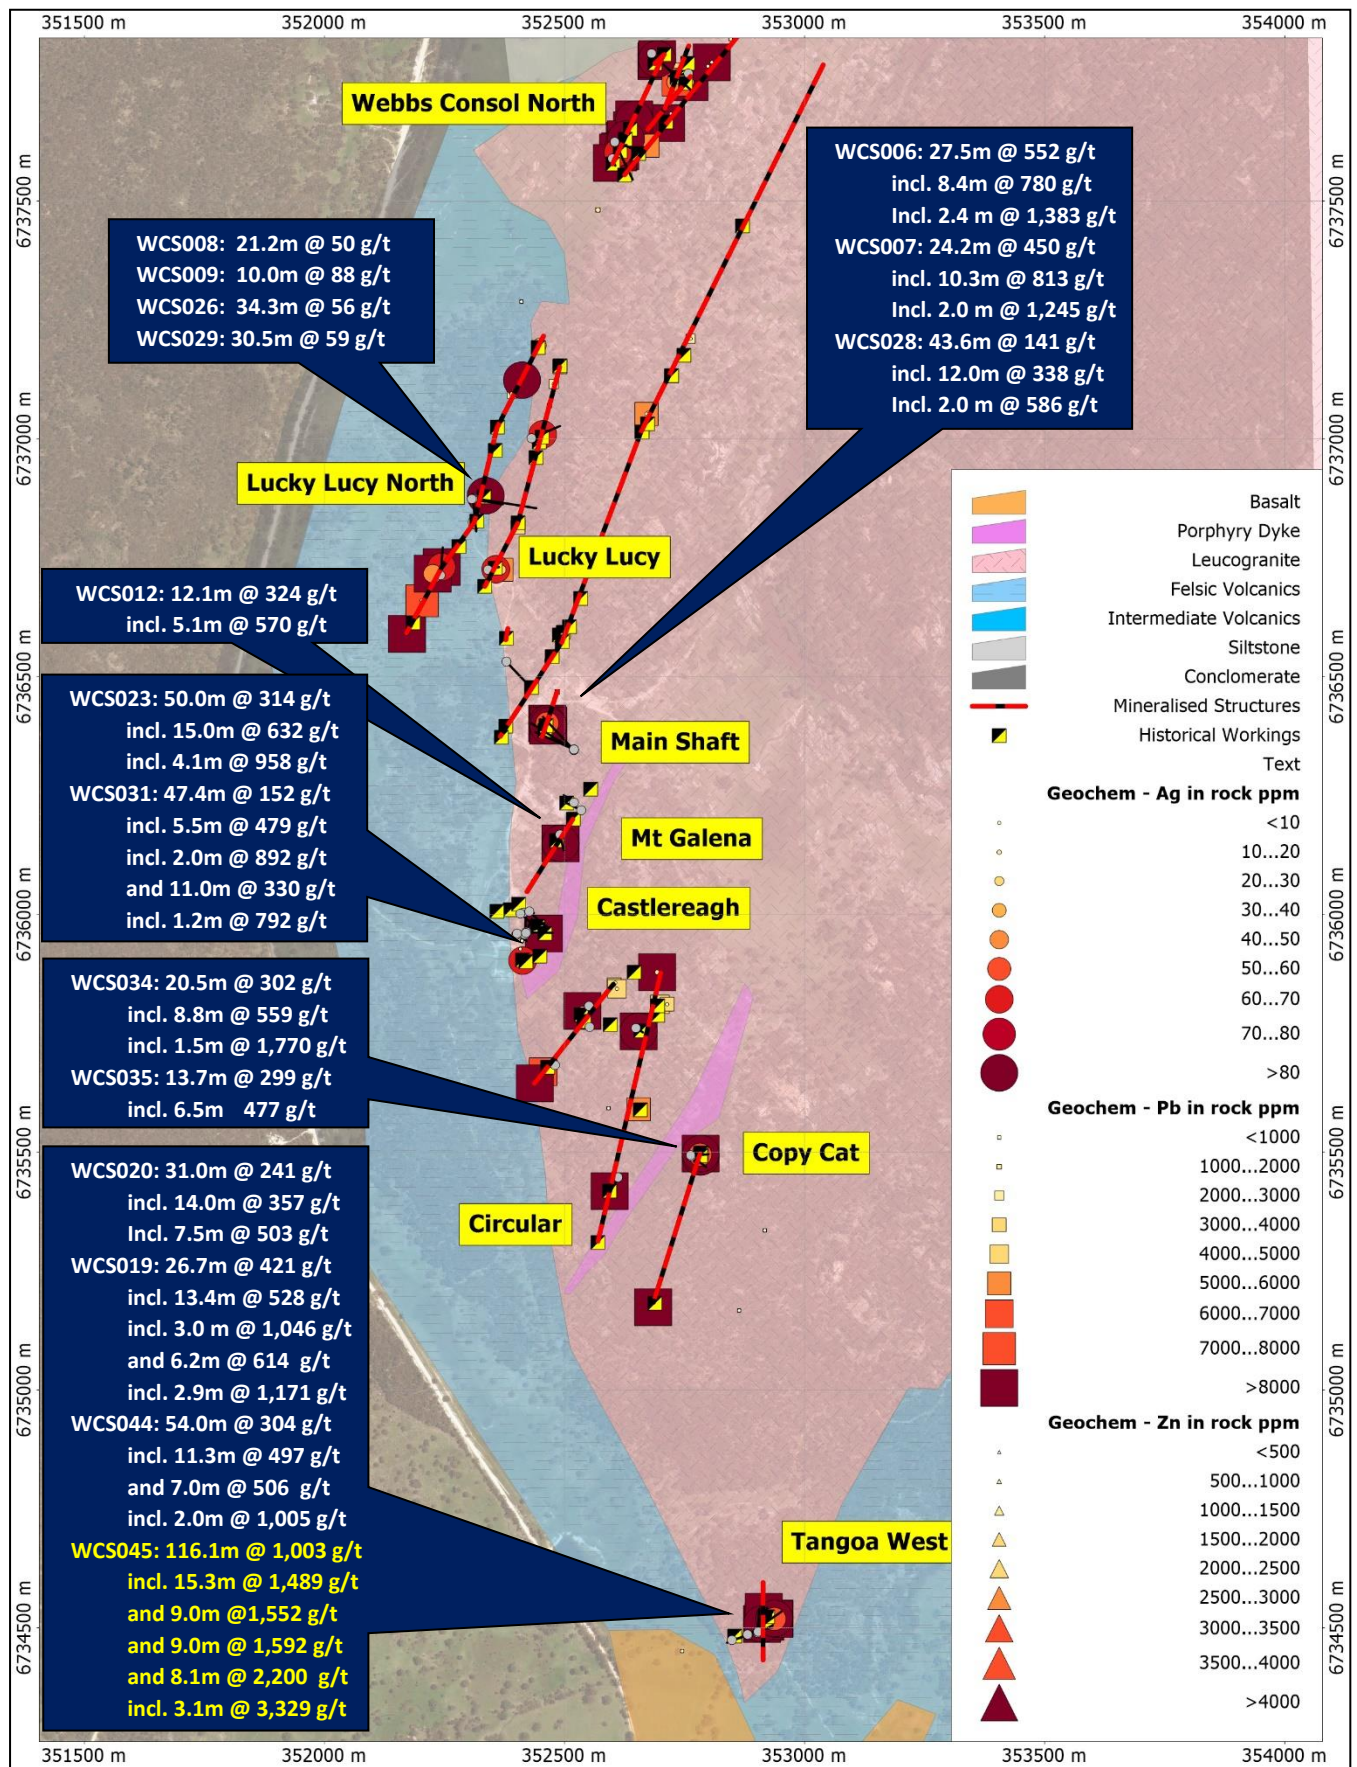 351500 m
352000 m
352500 m
353000 m
353500 m
354000 m
6737500 m
6737000 m
6736500 m
6736000 m
6735500 m
6735000 m
6734500 m
Webbs Consol North
WCS006: 27.5m @ 552 g/t
incl. 8.4m @ 780 g/t
Incl. 2.4 m @ 1,383 g/t
WCS007: 24.2m @ 450 g/t
incl. 10.3m @ 813 g/t
Incl. 2.0 m @ 1,245 g/t
WCS028: 43.6m @ 141 g/t
incl. 12.0m @ 338 g/t
Incl. 2.0 m @ 586 g/t
WCS008: 21.2m @ 50 g/t
WCS009: 10.0m @ 88 g/t
WCS026: 34.3m @ 56 g/t
WCS029: 30.5m @ 59 g/t
Lucky Lucy North
Lucky Lucy
WCS012: 12.1m @ 324 g/t
incl. 5.1m @ 570 g/t
WCS023: 50.0m @ 314 g/t
incl. 15.0m @ 632 g/t
incl. 4.1m @ 958 g/t
WCS031: 47.4m @ 152 g/t
incl. 5.5m @ 479 g/t
incl. 2.0m @ 892 g/t
and 11.0m @ 330 g/t
incl. 1.2m @ 792 g/t
Main Shaft
Mt Galena
Castlereagh
WCS034: 20.5m @ 302 g/t
incl. 8.8m @ 559 g/t
incl. 1.5m @ 1,770 g/t
WCS035: 13.7m @ 299 g/t
incl. 6.5m 477 g/t
Copy Cat
Circular
WCS020: 31.0m @ 241 g/t
incl. 14.0m @ 357 g/t
Incl. 7.5m @ 503 g/t
WCS019: 26.7m @ 421 g/t
incl. 13.4m @ 528 g/t
incl. 3.0 m @ 1,046 g/t
and 6.2m @ 614 g/t
incl. 2.9m @ 1,171 g/t
WCS044: 54.0m @ 304 g/t
incl. 11.3m @ 497 g/t
and 7.0m @ 506 g/t
incl. 2.0m @ 1,005 g/t
WCS045: 116.1m @ 1,003 g/t
incl. 15.3m @ 1,489 g/t
and 9.0m @1,552 g/t
and 9.0m @ 1,592 g/t
and 8.1m @ 2,200 g/t
incl. 3.1m @ 3,329 g/t
Tangoa West
Basalt
Porphyry Dyke
Leucogranite
Felsic Volcanics
Intermediate Volcanics
Siltstone
Conclomerate
Mineralised Structures
Historical Workings
Text
Geochem - Ag in rock ppm
<10
10...20
20...30
30...40
40...50
50...60
60...70
70...80
>80
Geochem - Pb in rock ppm
<1000
1000...2000
2000...3000
3000...4000
4000...5000
5000...6000
6000...7000
7000...8000
>8000
Geochem - Zn in rock ppm
<500
500...1000
1000...1500
1500...2000
2000...2500
2500...3000
3000...3500
3500...4000
>4000
6737500 m
6737000 m
6736500 m
6736000 m
6735500 m
6735000 m
6734500 m
351500 m
352000 m
352500 m
353000 m
353500 m
354000 m